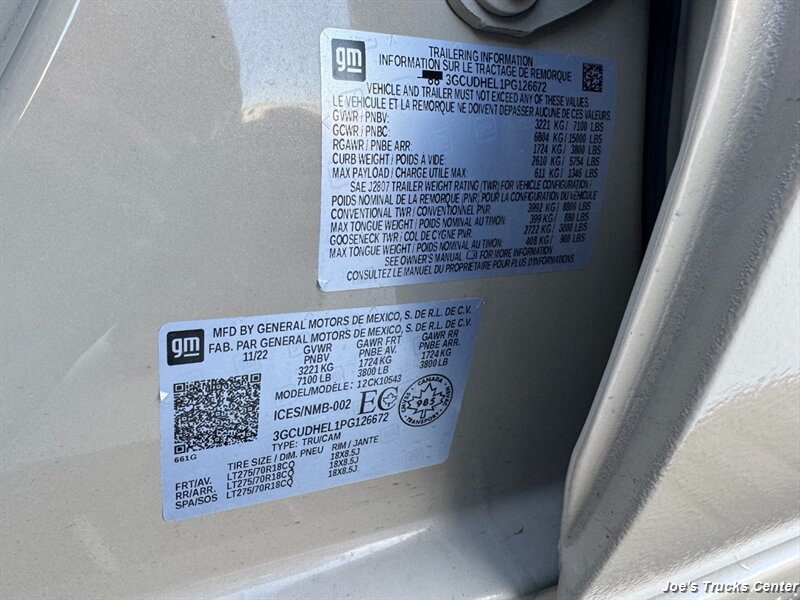 gm
TRAILERING INFORMATION
INFORMATION SUR LE TRACTAGE DE REMORQUE
3GCUDHEL1PG126672
VEHICLE AND TRAILER MUST NOT EXCEED ANY OF THESE VALUES
LE VÉHICULE ET LA REMORQUE NE DOIVENT DÉPASSER AUCUNE DE CES VALEURS
GVWR / PNBV: 3221 KG / 7100 LBS
GCWR / PNBC: 6804 KG / 15000 LBS
RGAWR / PNBE ARR: 1724 KG / 3800 LBS
CURB WEIGHT / POIDS À VIDE: 2610 KG / 5754 LBS
MAX PAYLOAD / CHARGE UTILE MAX: 611 KG / 1346 LBS
SAE J2807 TRAILER WEIGHT RATING (TWR) FOR VEHICLE CONFIGURATION /
POIDS NOMINAL DE LA REMORQUE (PNR) POUR LA CONFIGURATION DU VÉHICULE
CONVENTIONAL TWR / CONVENTIONNEL PNR: 3992 KG / 8800 LBS
MAX TONGUE WEIGHT / POIDS NOMINAL AU TIMON: 399 KG / 880 LBS
GOOSENECK TWR / COL DE CYGNE PNR: 2722 KG / 6000 LBS
MAX TONGUE WEIGHT / POIDS NOMINAL AU TIMON: 408 KG / 900 LBS
SEE OWNER'S MANUAL FOR MORE INFORMATION
CONSULTEZ LE MANUEL DU PROPRIÉTAIRE POUR PLUS D'INFORMATION
gm
MFD BY GENERAL MOTORS DE MEXICO, S. DE R.L. DE C.V.
FAB. PAR GENERAL MOTORS DE MEXICO, S. DE R.L. DE C.V.
11/22 GVWR GAWR FRT GAWR RR
PNBV PNBE AV. PNBE ARR.
3221 KG 1724 KG 1724 KG
7100 LB 3800 LB 3800 LB
MODEL/MODÈLE: 12CK10543
ICES/NMB-002 EC
CANADA
985
TRANSPORT
3GCUDHEL1PG126672
TYPE: TRU/CAM
661G
TIRE SIZE / DIM. PNEU RIM / JANTE
FRT/AV. LT275/70R18CQ 18X8.5J
RR/ARR. LT275/70R18CQ 18X8.5J
SPA/SOS LT275/70R18CQ 18X8.5J
Joe's Trucks Center